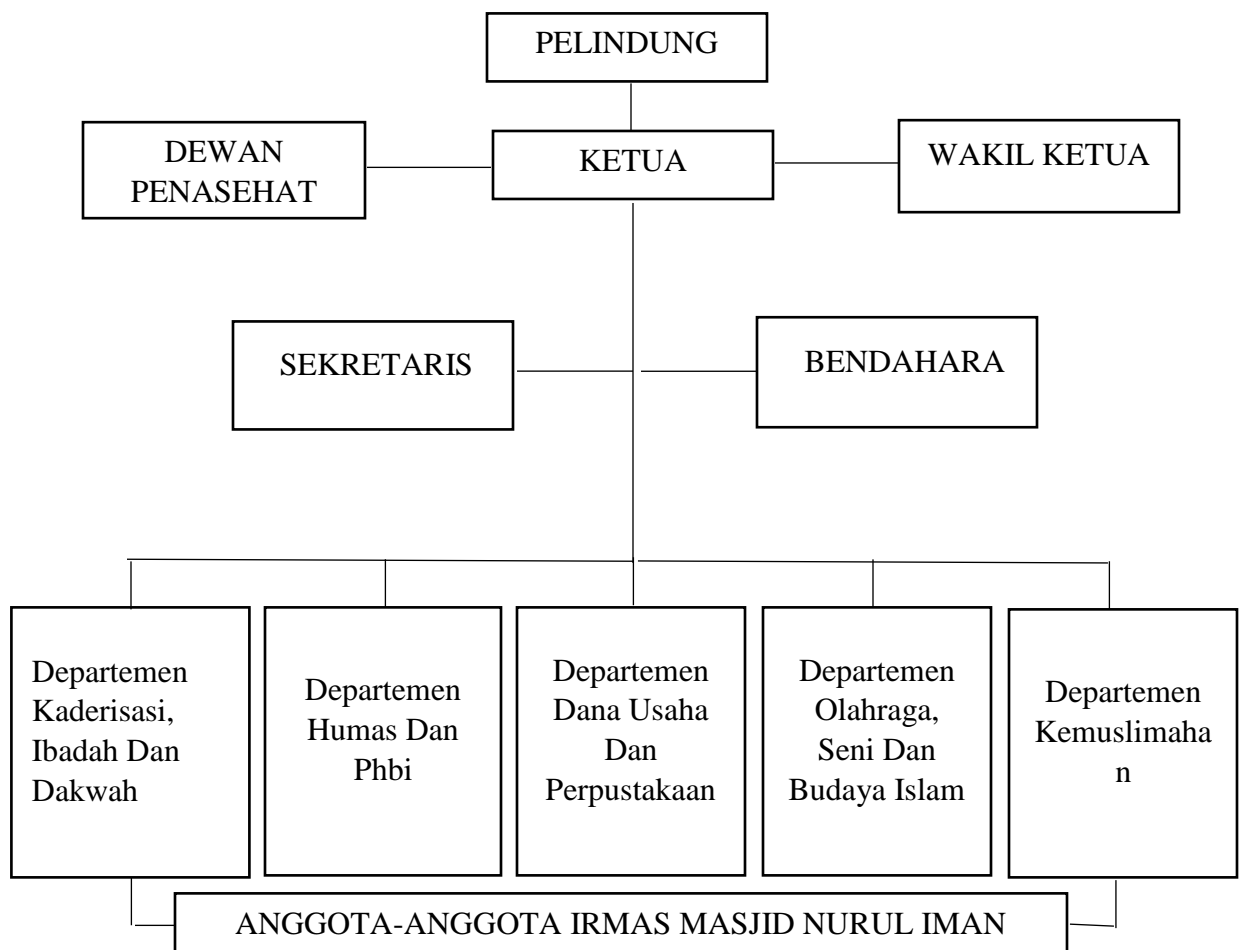 PELINDUNG
DEWAN
PENASEHAT
KETUA
WAKIL KETUA
SEKRETARIS
BENDAHARA
Departemen
Kaderisasi,
Ibadah Dan
Dakwah
Departemen
Humas Dan
Phbi
Departemen
Dana Usaha
Dan
Perpustakaan
Departemen
Olahraga,
Seni Dan
Budaya Islam
Departemen
Kemuslimaha
n
ANGGOTA-ANGGOTA IRMAS MASJID NURUL IMAN